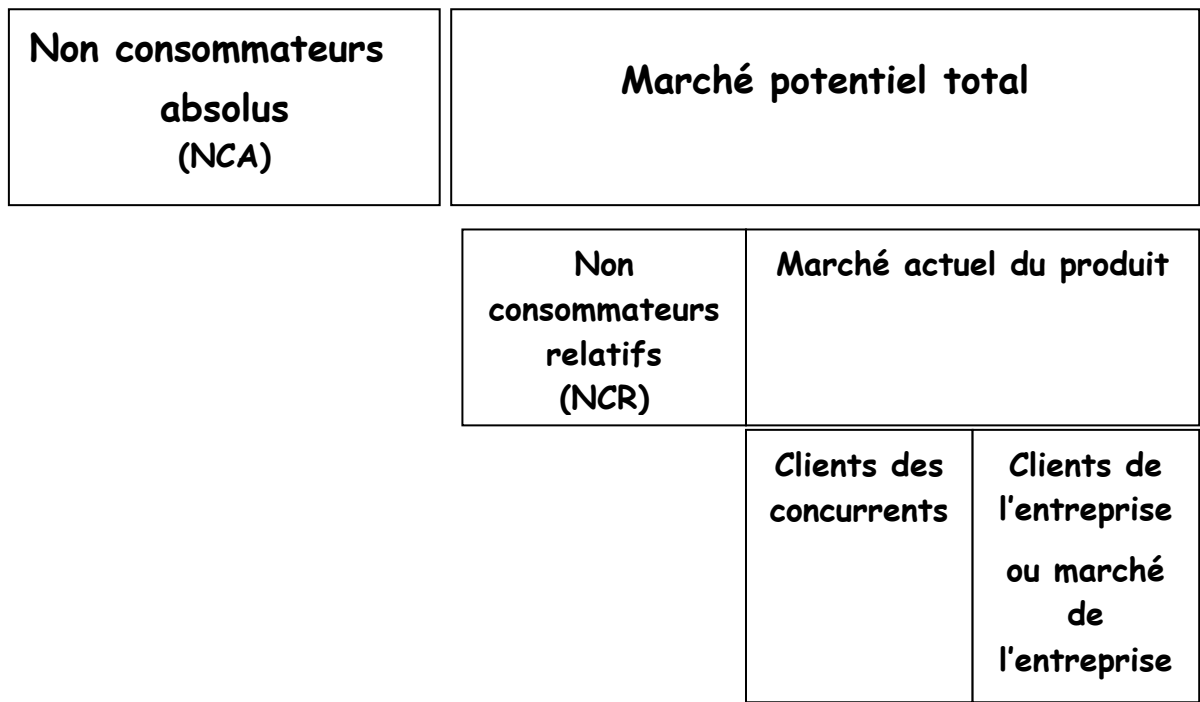 Non consommateurs
absolus
(NCA)
Marché potentiel total
Non
consommateurs
relatifs
(NCR)
Marché actuel du produit
Clients des
concurrents
Clients de
l’entreprise
ou marché
de
l’entreprise